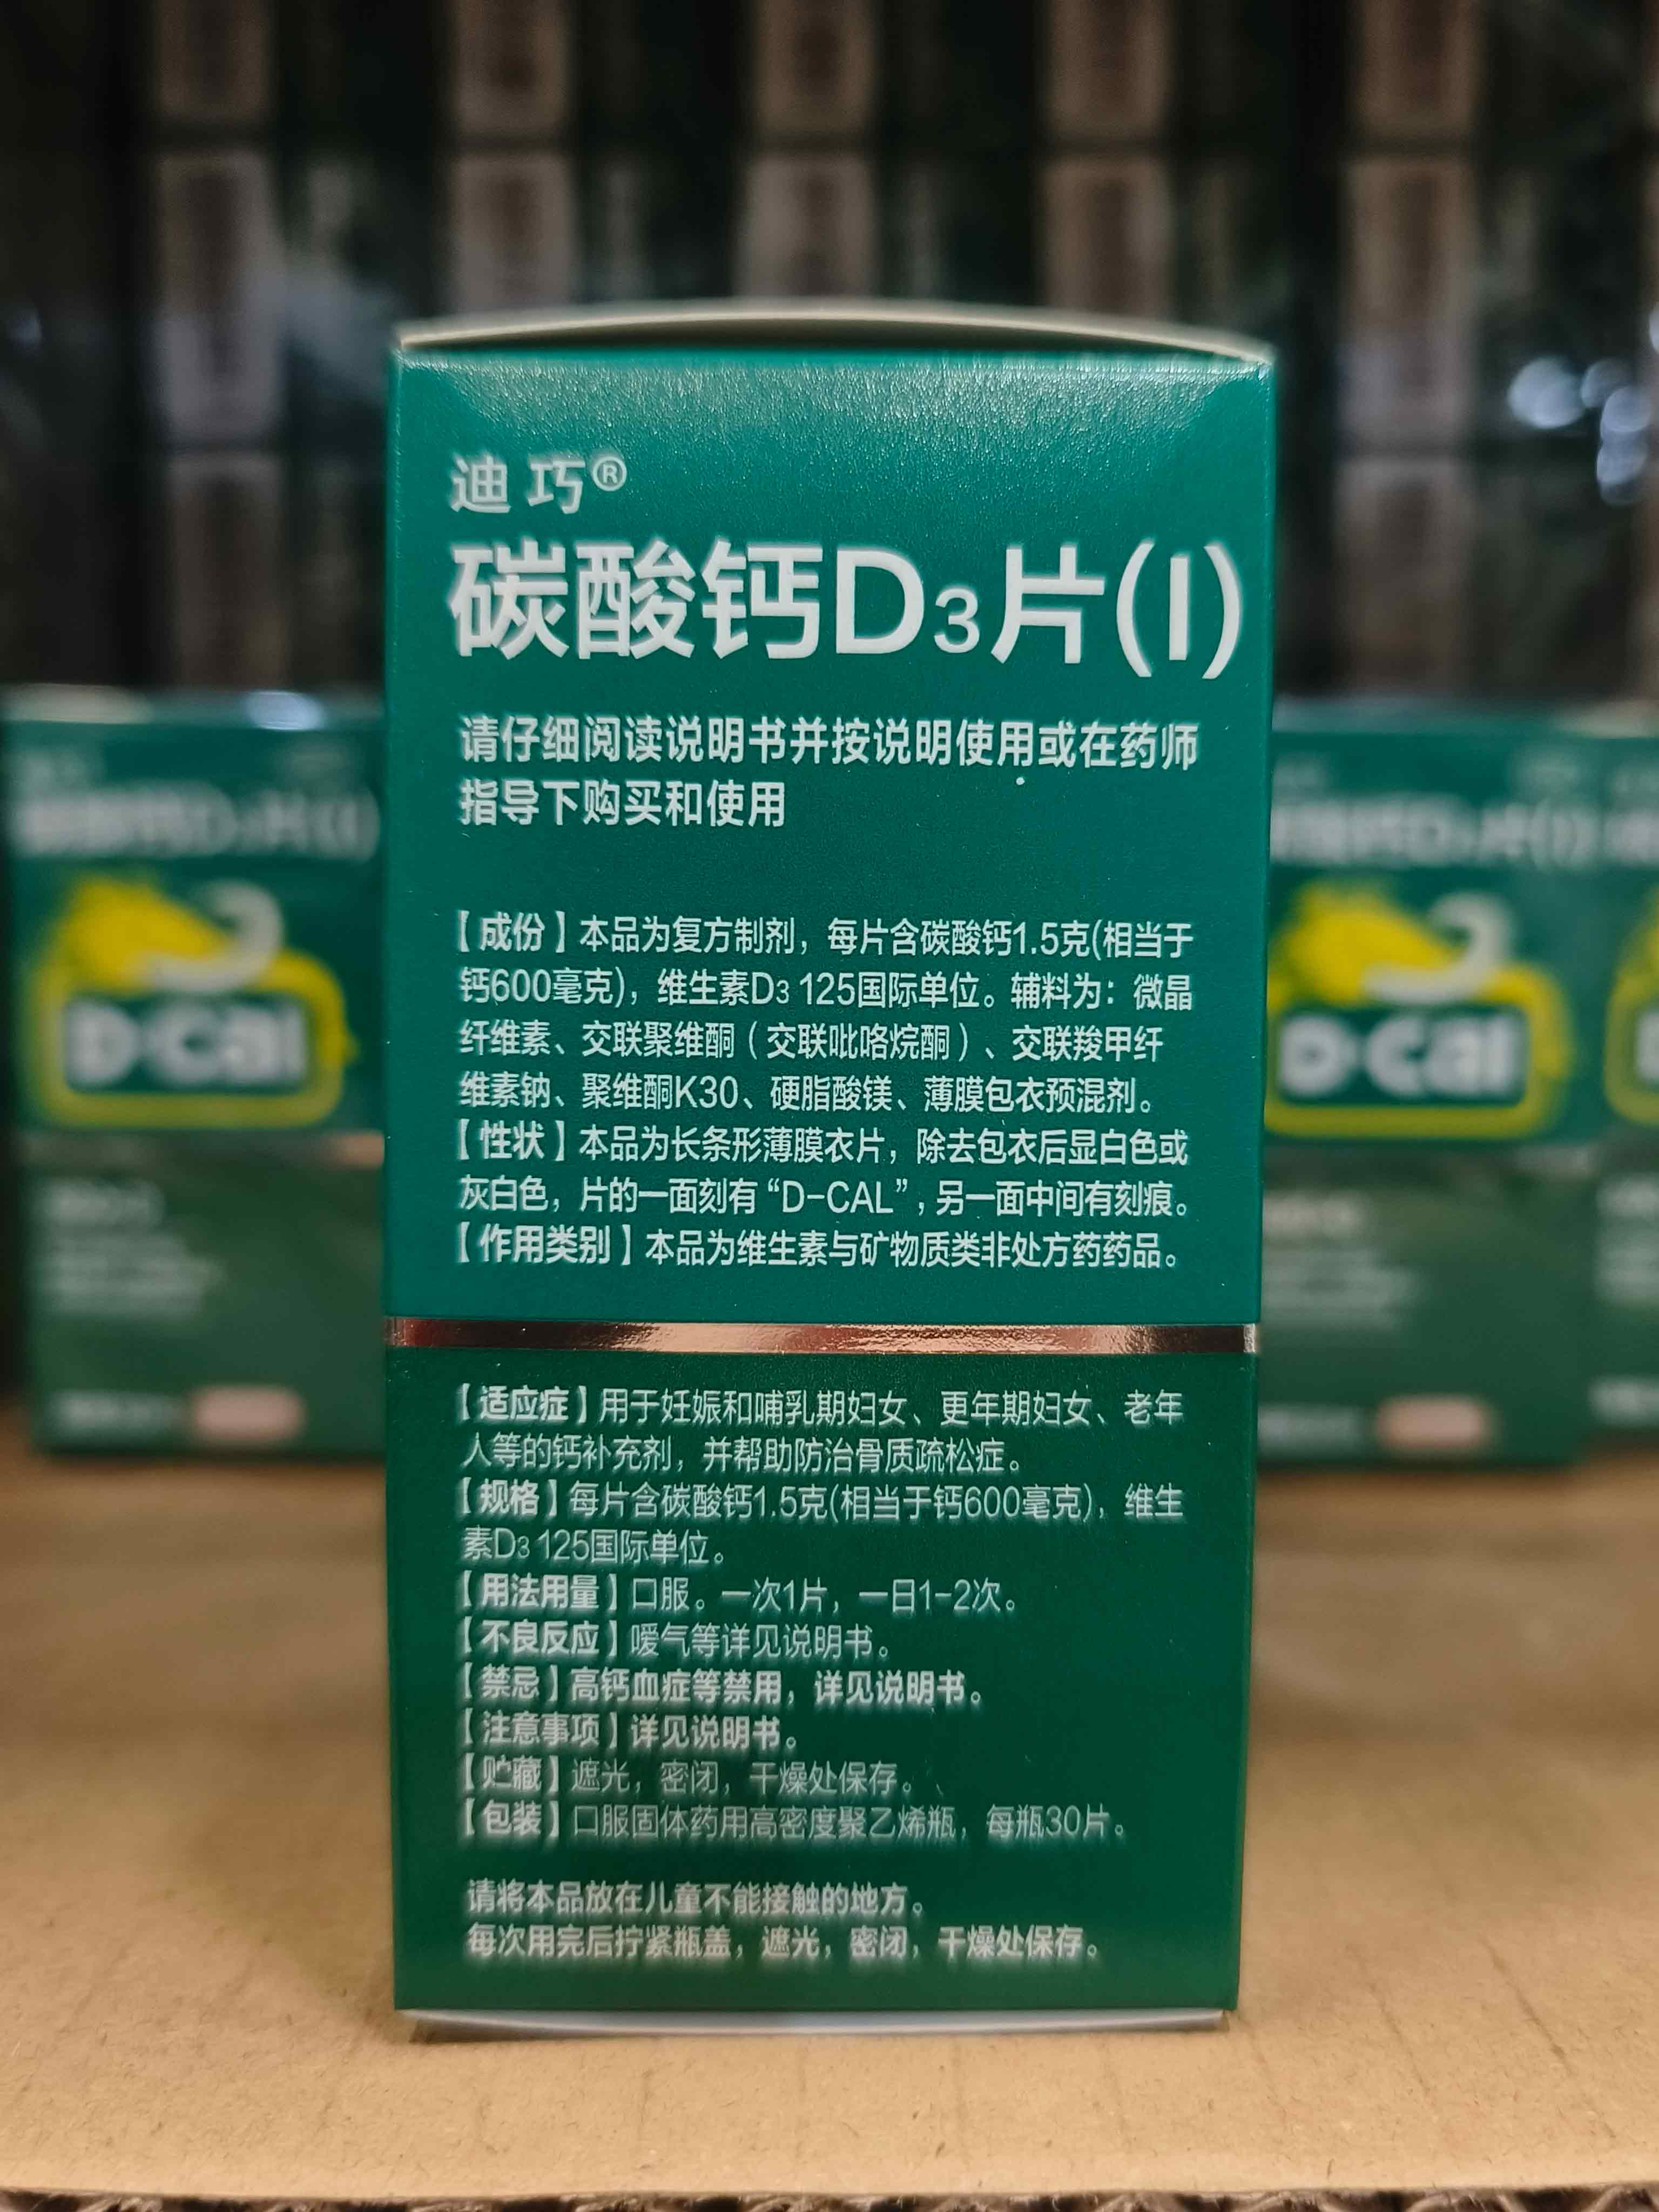 迪巧®
碳酸钙D3片(I)
请仔细阅读说明书并按说明使用或在药师
指导下购买和使用
【成份】本品为复方制剂，每片含碳酸钙1.5克(相当于
钙600毫克)，维生素D3 125国际单位。辅料为：微晶
纤维素、交联聚维酮（交联吡咯烷酮）、交联羧甲纤
维素钠、聚维酮K30、硬脂酸镁、薄膜包衣预混剂。
【性状】本品为长条形薄膜衣片，除去包衣后显白色或
灰白色，片的一面刻有“D-CAL”，另一面中间有刻痕。
【作用类别】本品为维生素与矿物质类非处方药药品。
【适应症】用于妊娠和哺乳期妇女、更年期妇女、老年
人等的钙补充剂，并帮助防治骨质疏松症。
【规格】每片含碳酸钙1.5克(相当于钙600毫克)，维生
素D3 125国际单位。
【用法用量】口服。一次1片，一日1-2次。
【不良反应】嗳气等详见说明书。
【禁忌】高钙血症等禁用，详见说明书。
【注意事项】详见说明书。
【贮藏】遮光，密闭，干燥处保存。
【包装】口服固体药用高密度聚乙烯瓶，每瓶30片。
请将本品放在儿童不能接触的地方。
每次用完后拧紧瓶盖，遮光，密闭，干燥处保存。
D-Cal
D-Cal